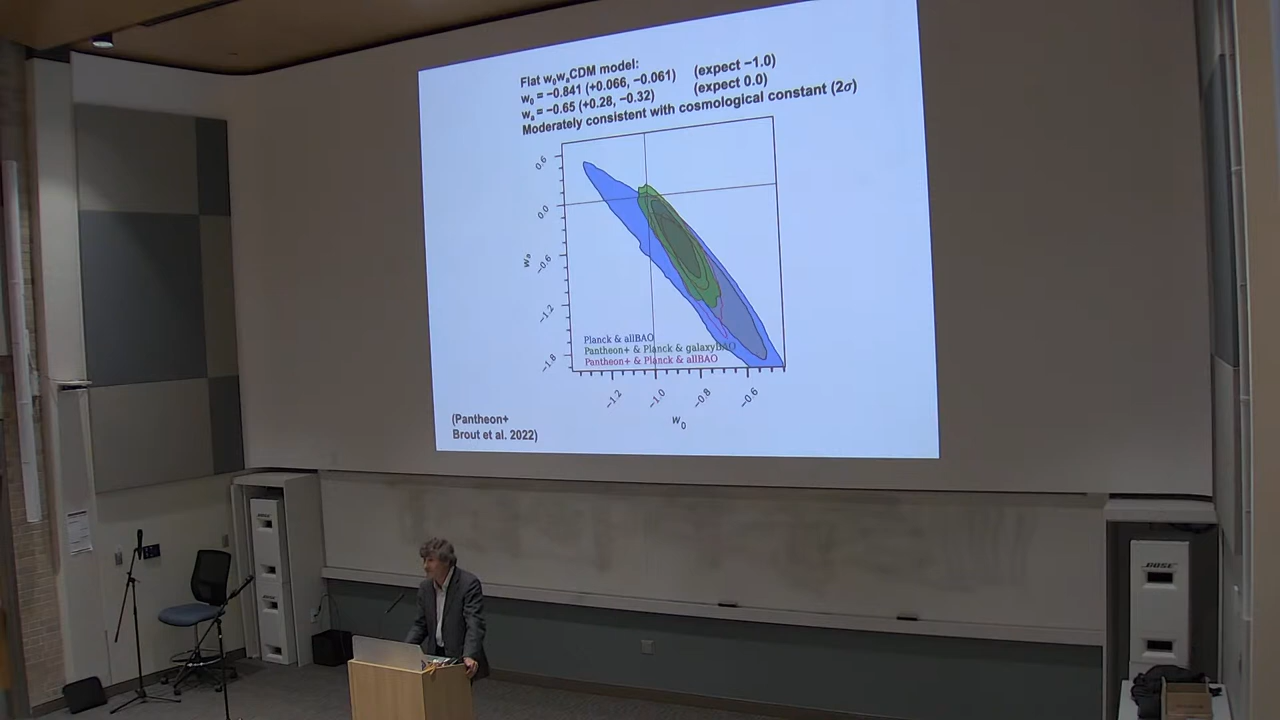 Flat w₀wₐCDM model:
w₀ = −0.841 (+0.066, −0.061) (expect −1.0)
wₐ = −0.65 (+0.28, −0.32) (expect 0.0)
Moderately consistent with cosmological constant (2σ)
0.6
0.0
−0.6
−1.2
−1.8
wₐ
Planck & allBAO
Pantheon+ & Planck & galaxyBAO
Pantheon+ & Planck & allBAO
−1.2 −1.0 −0.8 −0.6
w₀
(Pantheon+
Brout et al. 2022)
BOSE